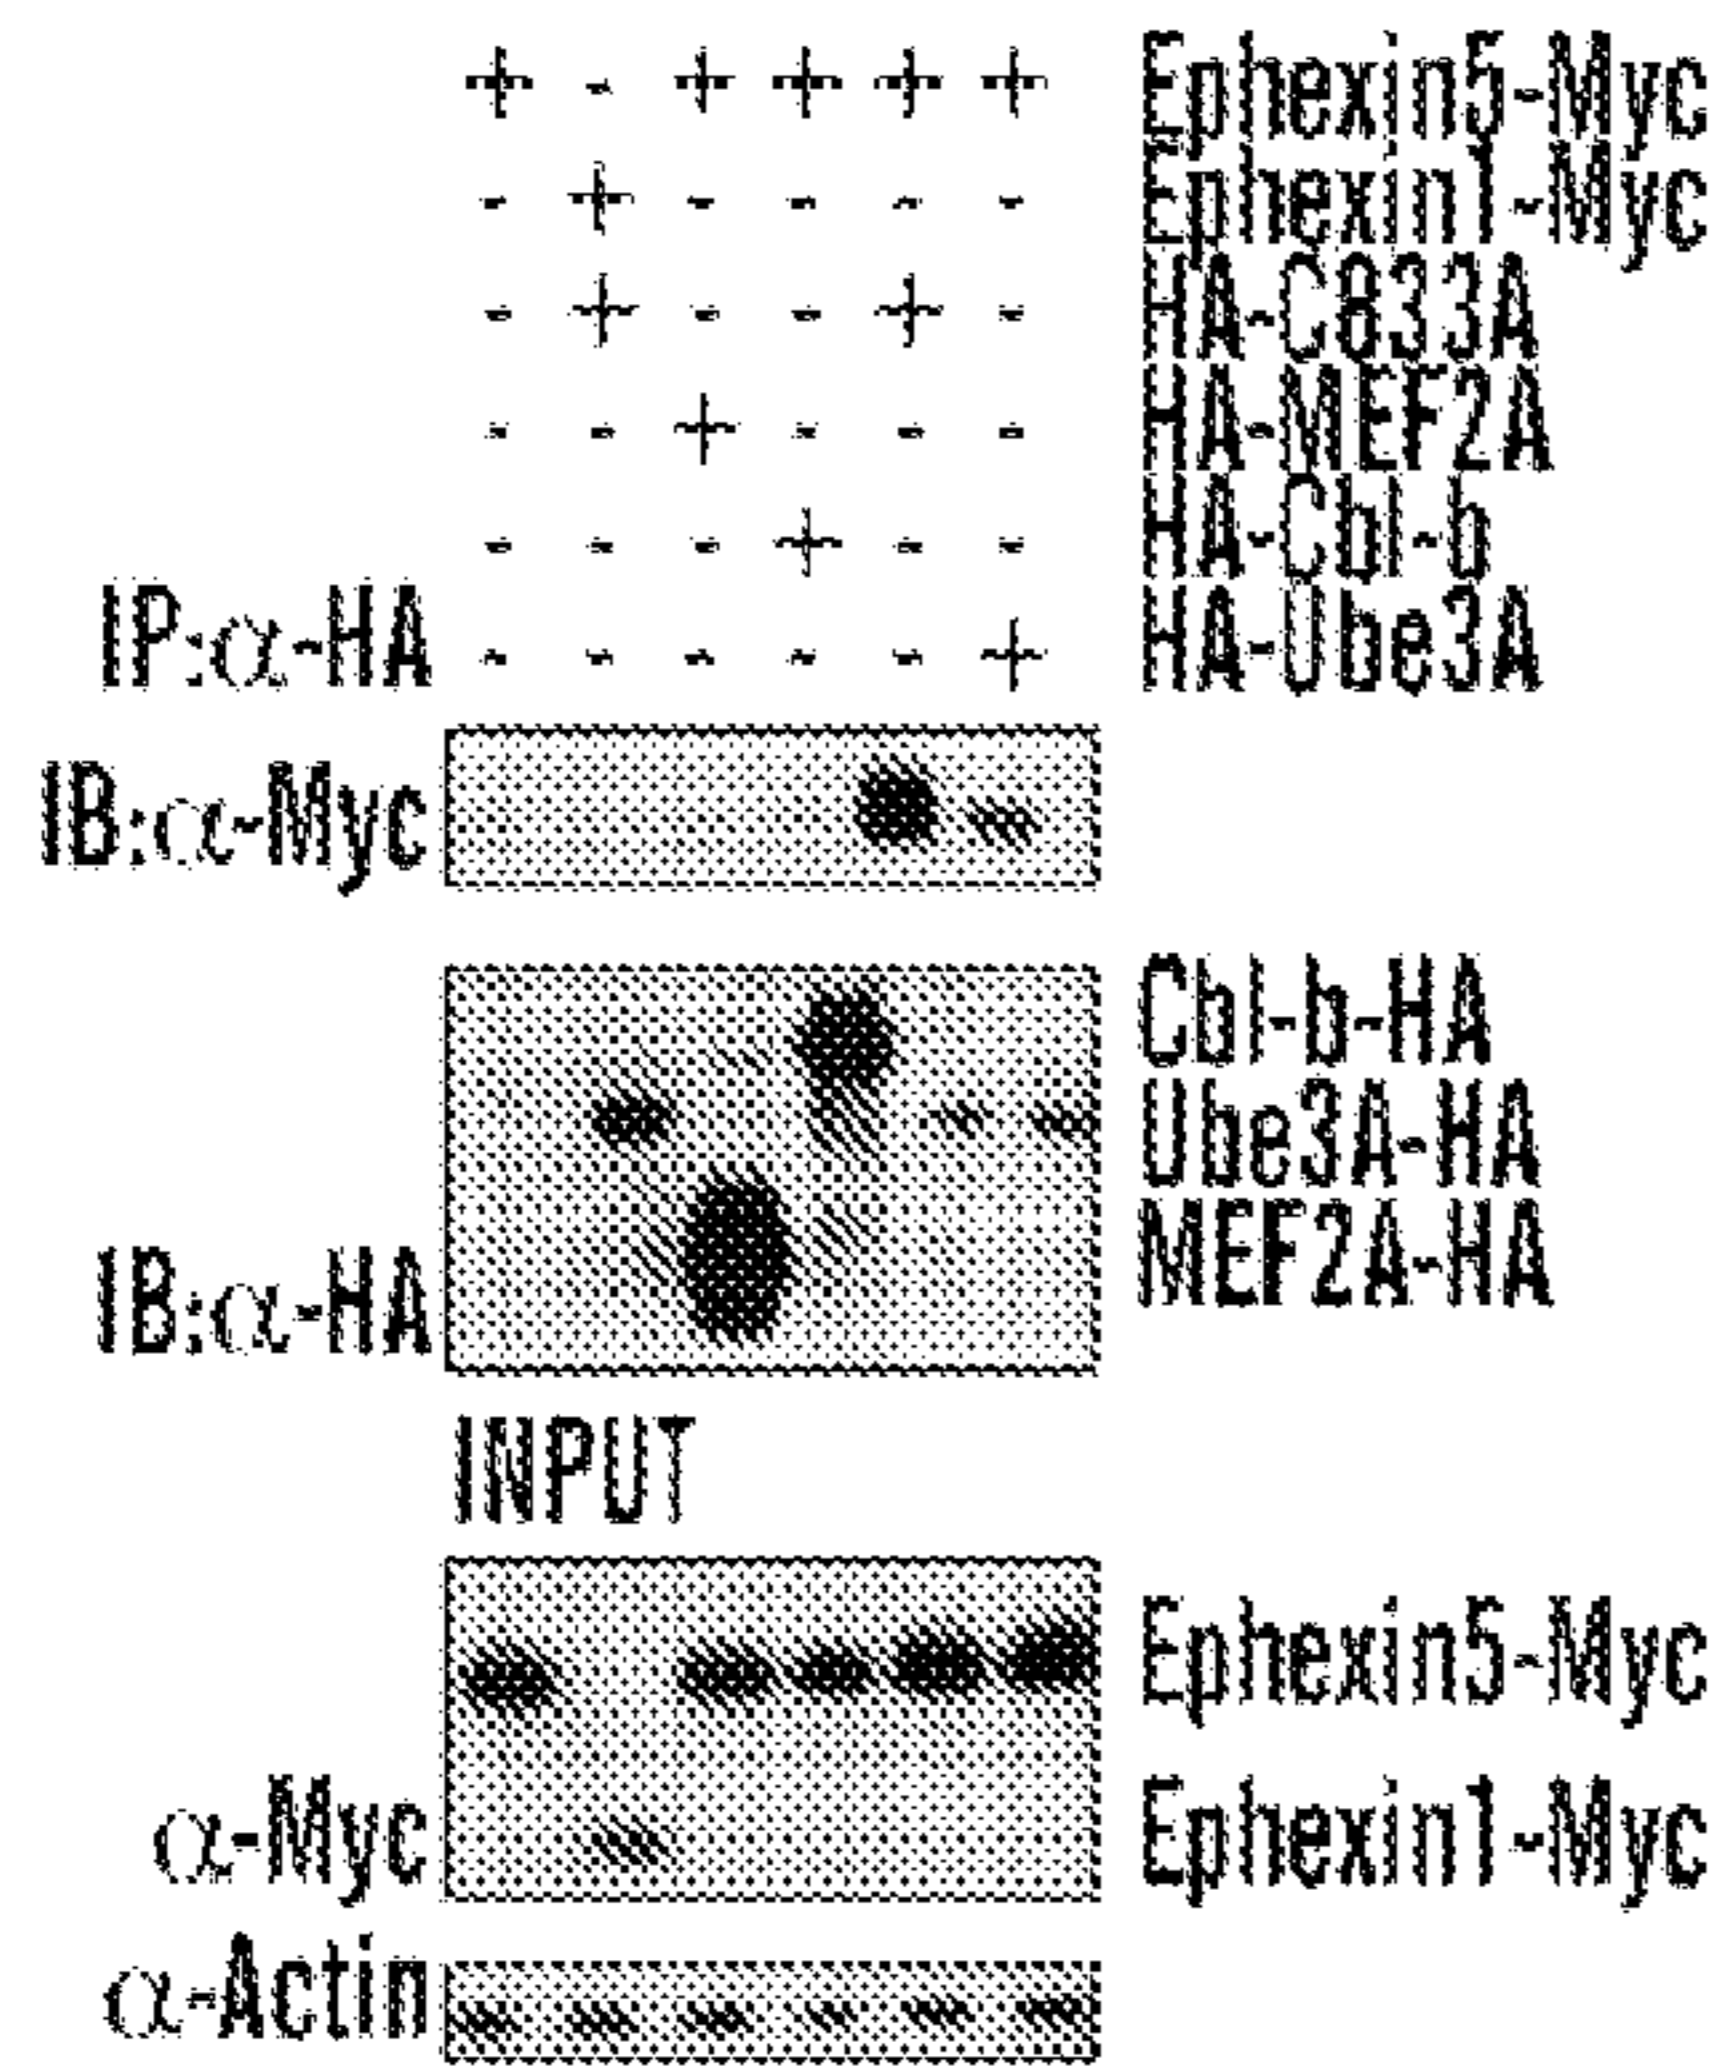 + - + + + + Ephexin5-Myc
- + - - - - Ephexin1-Myc
- + - - + - HA-C833A
- - + - - - HA-MEF2A
- - - + - - HA-Cbl-b
IP:α-HA - - - - - + HA-Ube3A
IB:α-Myc
Cbl-b-HA
Ube3A-HA
MEF2A-HA
IB:α-HA
INPUT
Ephexin5-Myc
α-Myc Ephexin1-Myc
α-Actin